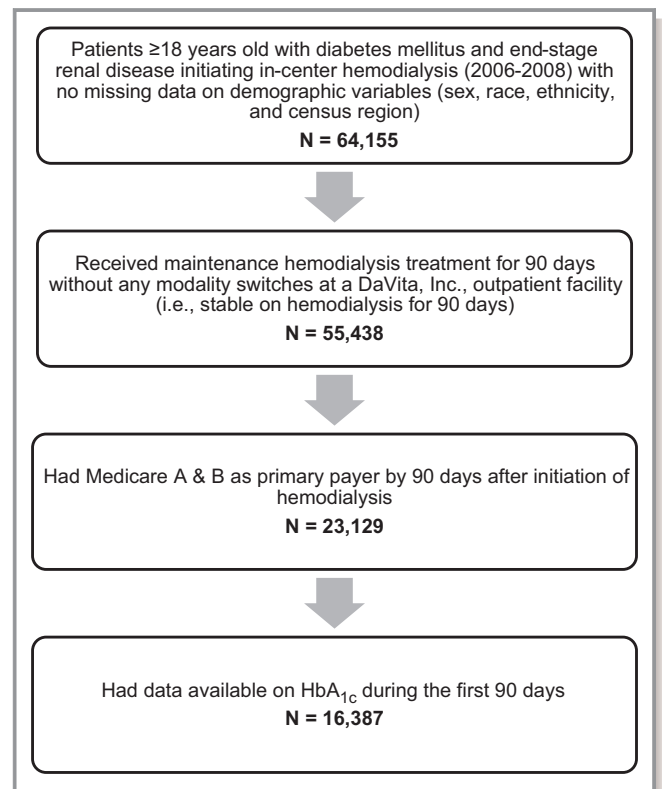 Patients ≥18 years old with diabetes mellitus and end-stage
renal disease initiating in-center hemodialysis (2006-2008) with
no missing data on demographic variables (sex, race, ethnicity,
and census region)
N = 64,155
Received maintenance hemodialysis treatment for 90 days
without any modality switches at a DaVita, Inc., outpatient facility
(i.e., stable on hemodialysis for 90 days)
N = 55,438
Had Medicare A & B as primary payer by 90 days after initiation of
hemodialysis
N = 23,129
Had data available on HbA1c during the first 90 days
N = 16,387